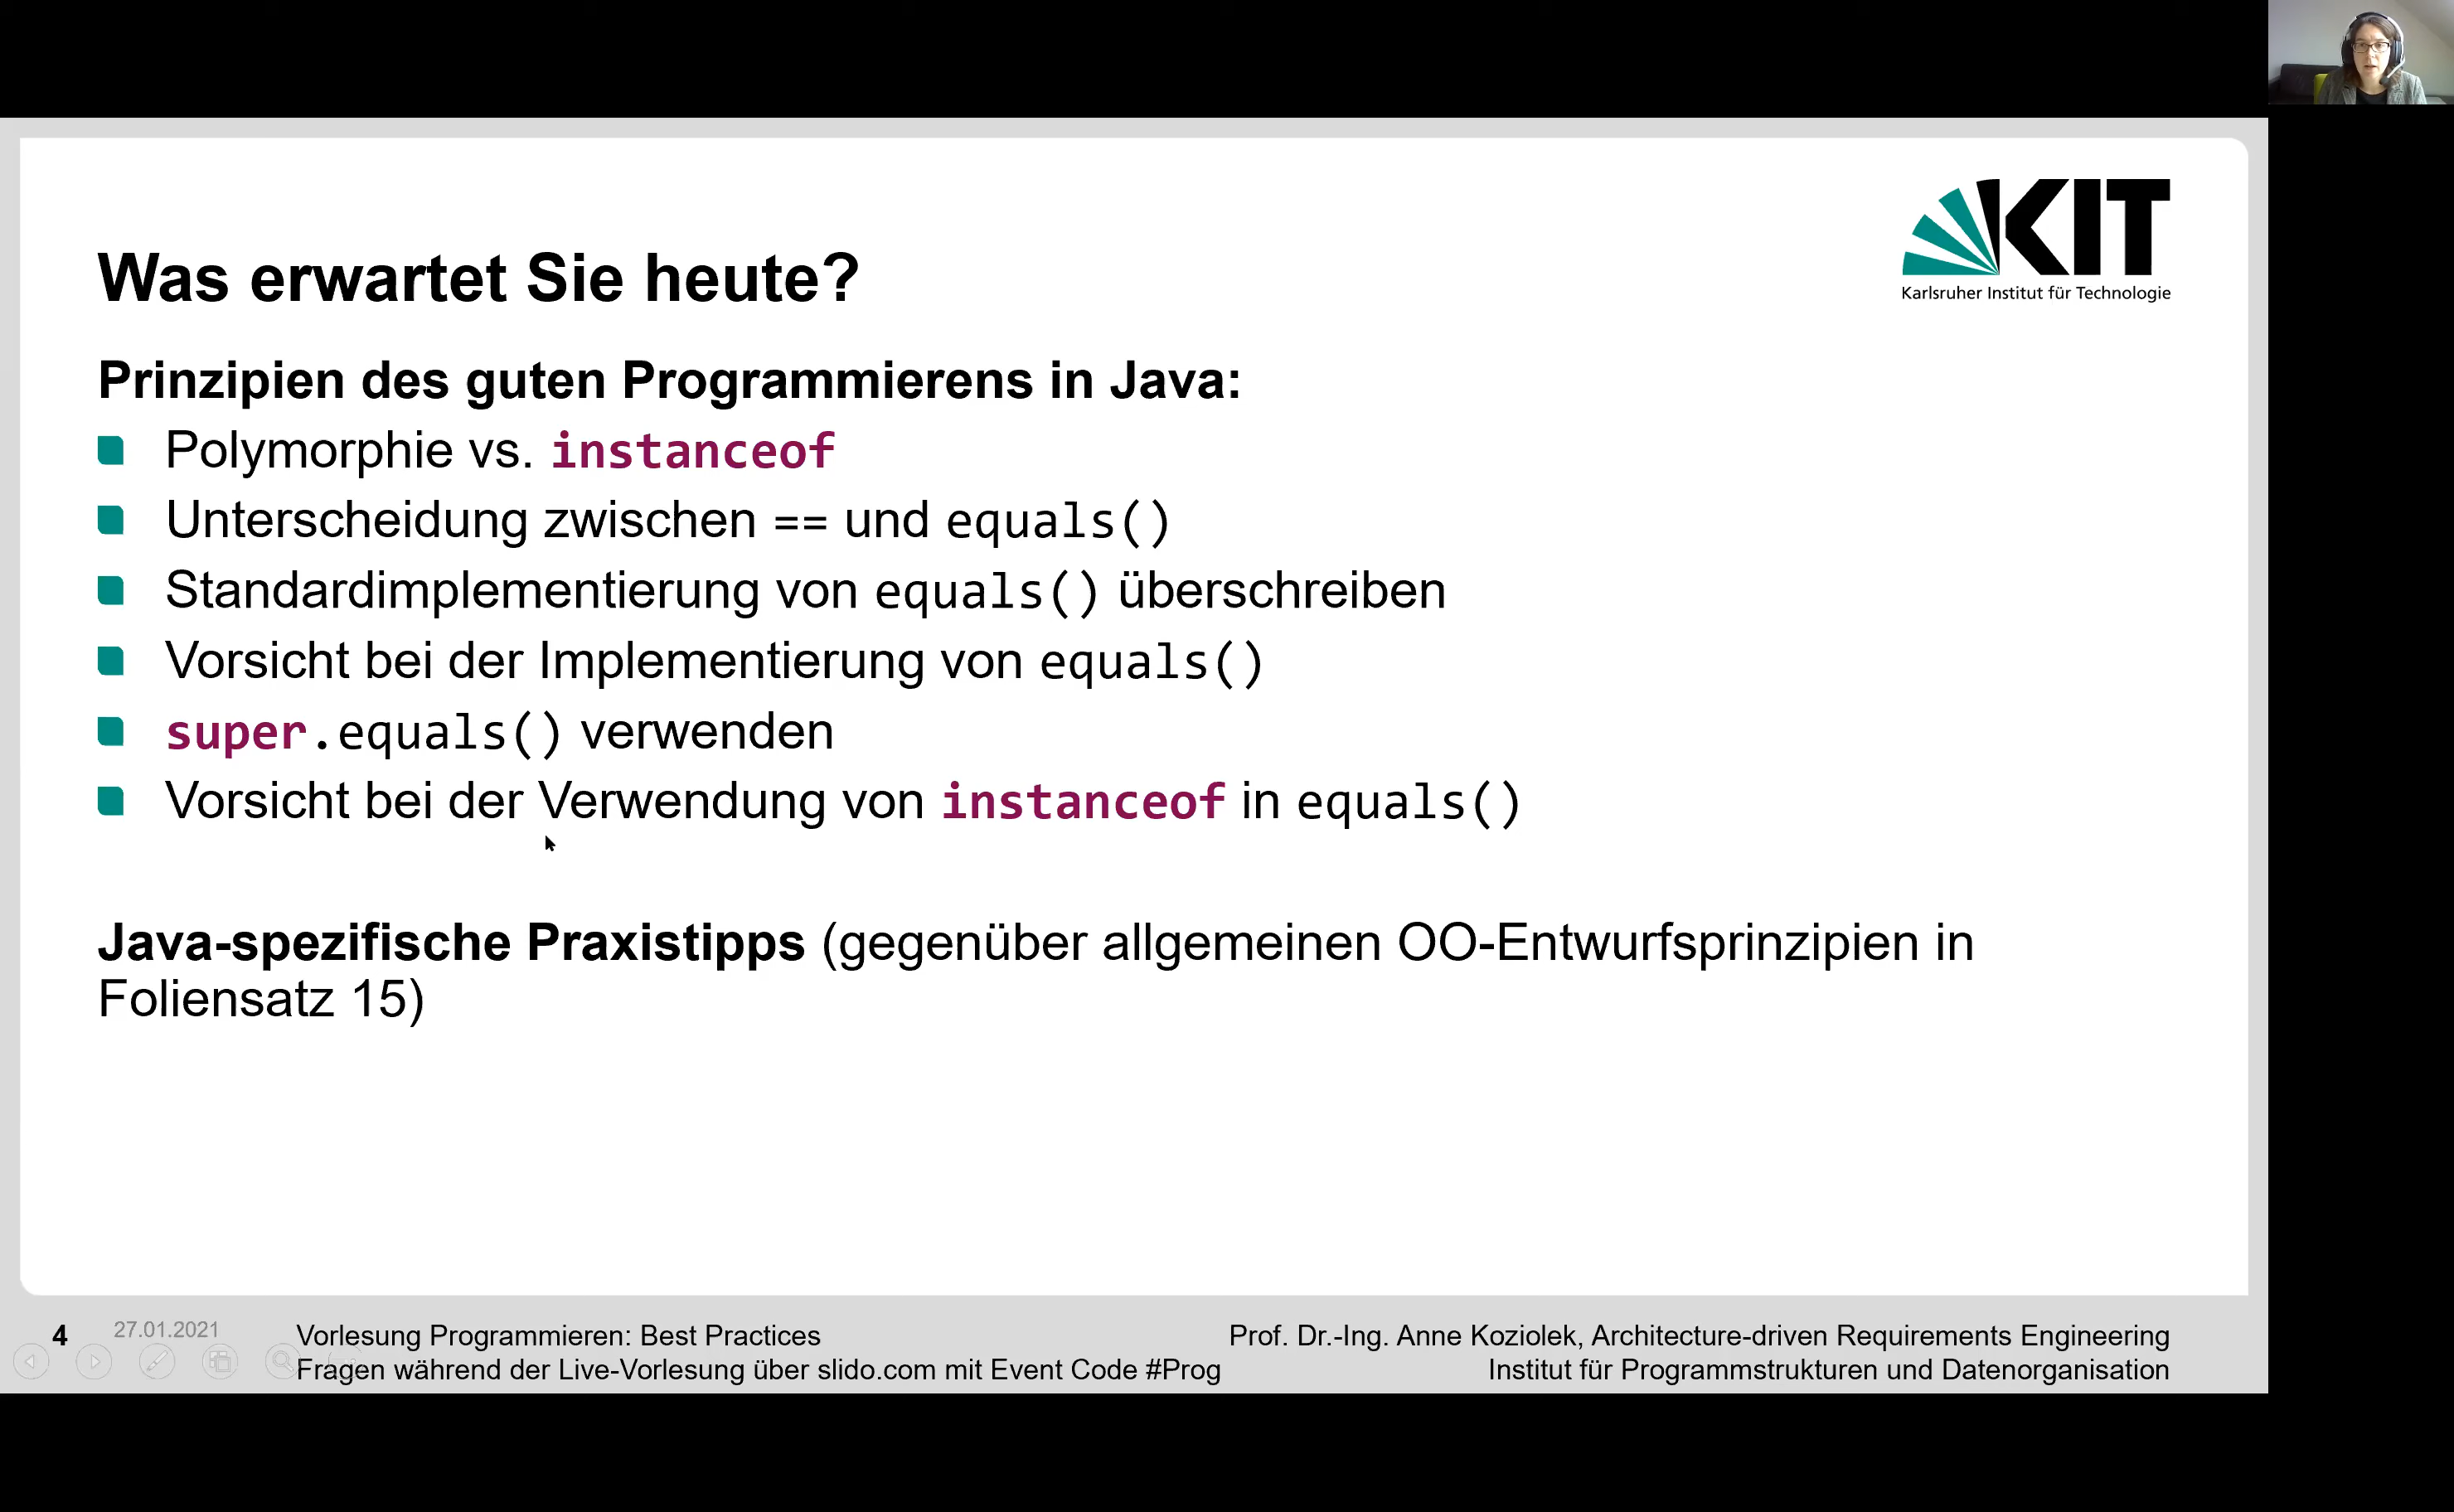 KIT
Karlsruher Institut für Technologie
Was erwartet Sie heute?
Prinzipien des guten Programmierens in Java:
Polymorphie vs. instanceof
Unterscheidung zwischen == und equals()
Standardimplementierung von equals() überschreiben
Vorsicht bei der Implementierung von equals()
super.equals() verwenden
Vorsicht bei der Verwendung von instanceof in equals()
Java-spezifische Praxistipps (gegenüber allgemeinen OO-Entwurfsprinzipien in
Foliensatz 15)
4
27.01.2021
Vorlesung Programmieren: Best Practices
Fragen während der Live-Vorlesung über slido.com mit Event Code #Prog
Prof. Dr.-Ing. Anne Koziolek, Architecture-driven Requirements Engineering
Institut für Programmstrukturen und Datenorganisation